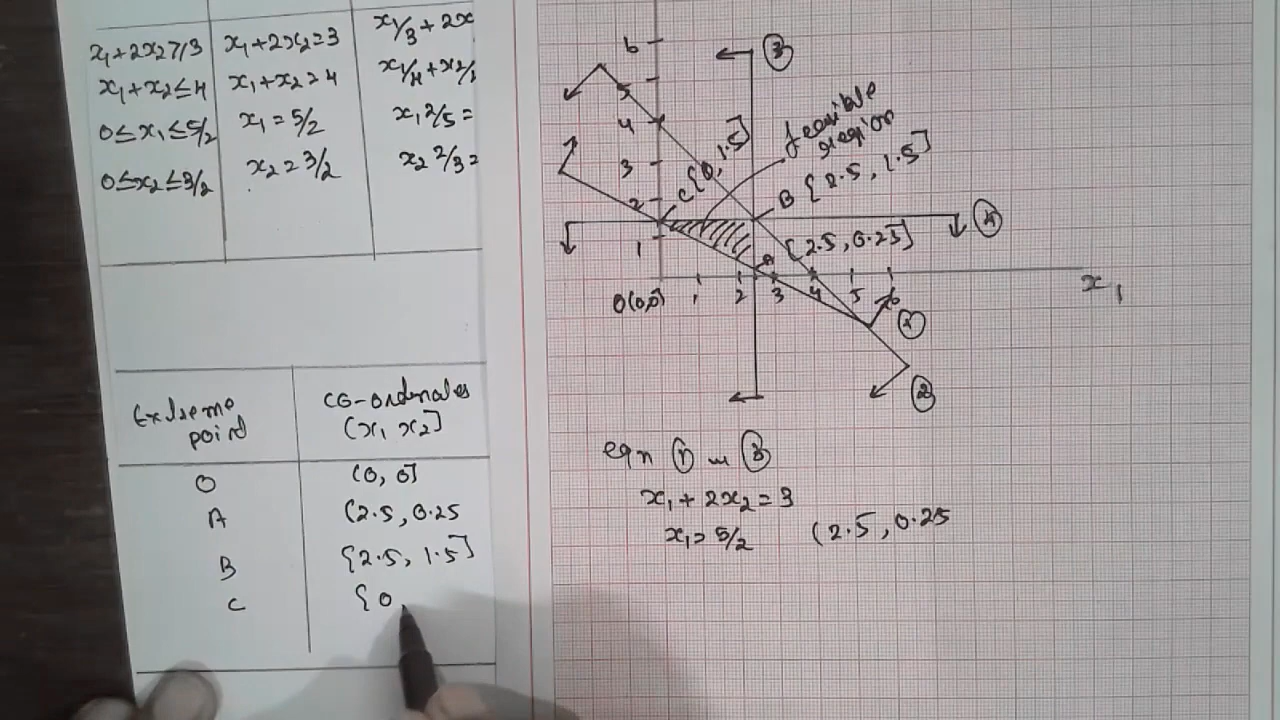 x₁+2x₂≥3 x₁+2x₂=3 x₁/3 + 2x
x₁+x₂≤4 x₁+x₂=4 x₁/4+x₂/
0≤x₁≤5/2 x₁=5/2 x₁2/5=
0≤x₂≤3/2 x₂=3/2 x₂2/3=
Extreme point
Co-ordinates
(x₁ x₂]
O (0, 0]
A (2.5, 0.25
B {2.5, 1.5]
C {0
6
5
4
3
2
1
O(0,0)
1 2 3 4 5 6
x₁
③
feasible region
C {0, 1.5]
B {2.5, 1.5]
④
A [2.5, 0.25]
①
②
eqn ① ③
x₁+2x₂=3
x₁=5/2 (2.5, 0.25